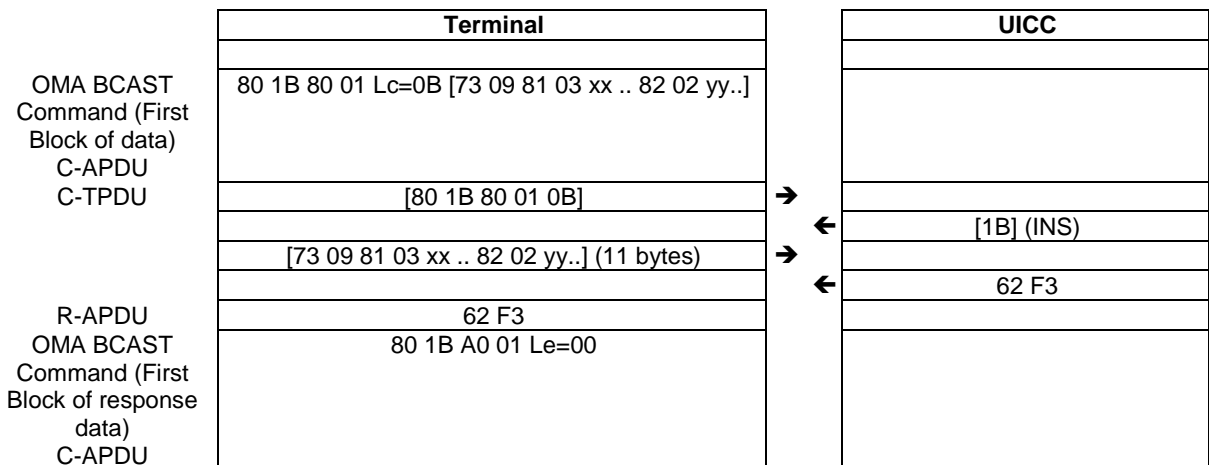 Terminal UICC
OMA BCAST 80 1B 80 01 Lc=0B [73 09 81 03 xx .. 82 02 yy..]
Command (First
Block of data)
C-APDU
C-TPDU [80 1B 80 01 0B] ➔
🡸 [1B] (INS)
[73 09 81 03 xx .. 82 02 yy..] (11 bytes) ➔
🡸 62 F3
R-APDU 62 F3
OMA BCAST 80 1B A0 01 Le=00
Command (First
Block of response
data)
C-APDU